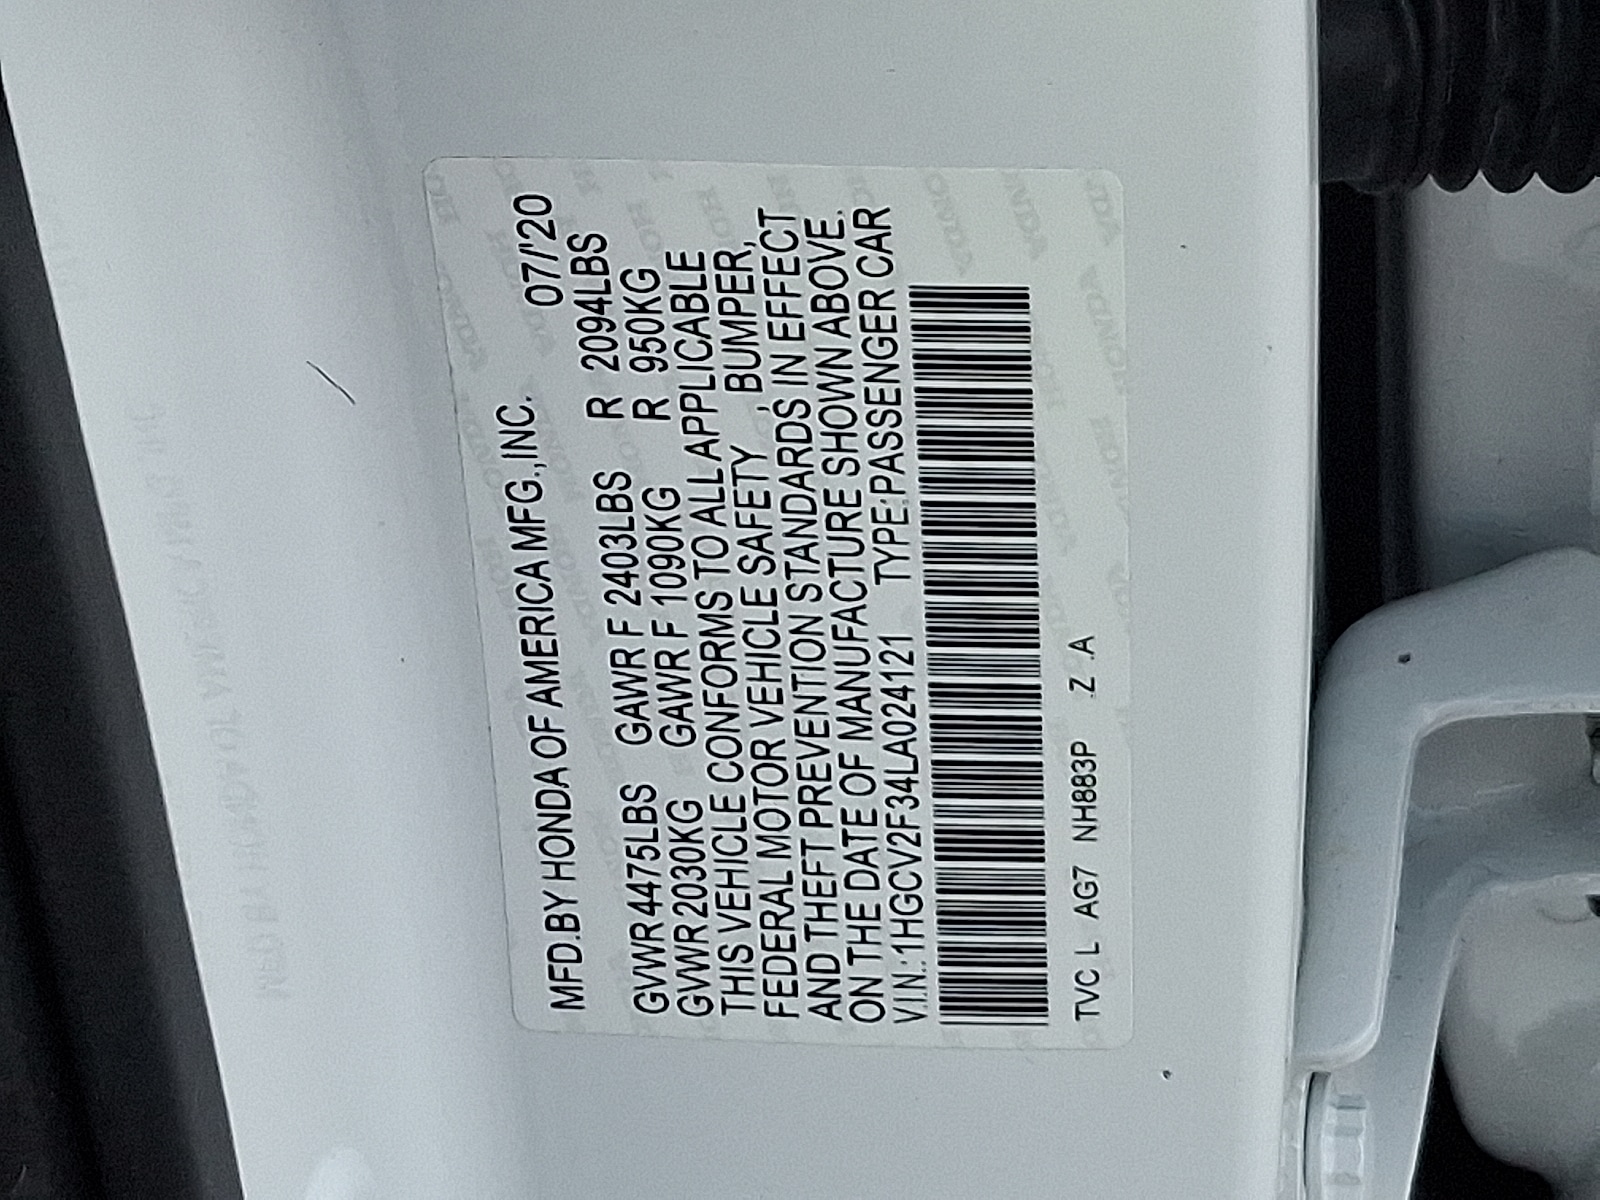 MFD.BY HONDA OF AMERICA MFG.,INC. 07/'20
GVWR 4475LBS GAWR F 2403LBS R 2094LBS
GVWR 2030KG GAWR F 1090KG R 950KG
THIS VEHICLE CONFORMS TO ALL APPLICABLE
FEDERAL MOTOR VEHICLE SAFETY , BUMPER,
AND THEFT PREVENTION STANDARDS IN EFFECT
ON THE DATE OF MANUFACTURE SHOWN ABOVE.
V.I.N.:1HGCV2F34LA024121 TYPE:PASSENGER CAR
TVC L AG7 NH883P Z .A